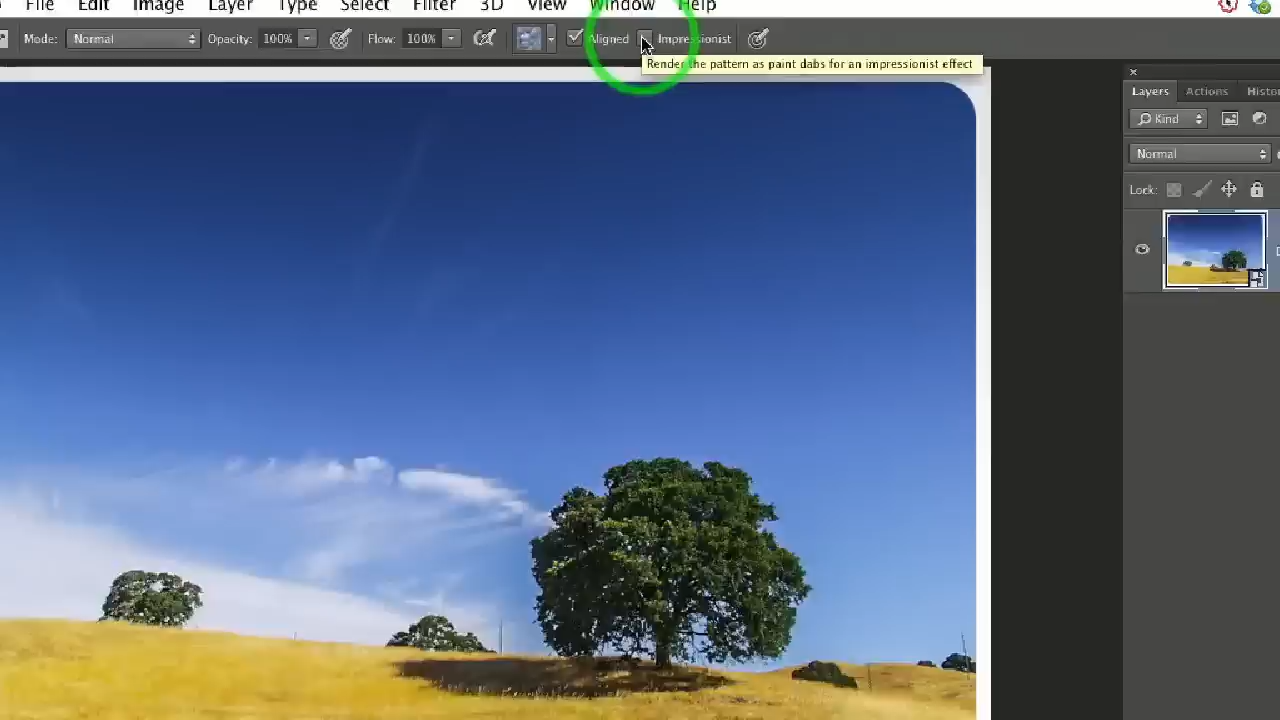 File Edit Image Layer Type Select Filter 3D View Window Help
Mode: Normal Opacity: 100% Flow: 100% Aligned Impressionist
Render the pattern as paint dabs for an impressionist effect
Layers Actions Histo
Kind
Normal
Lock: